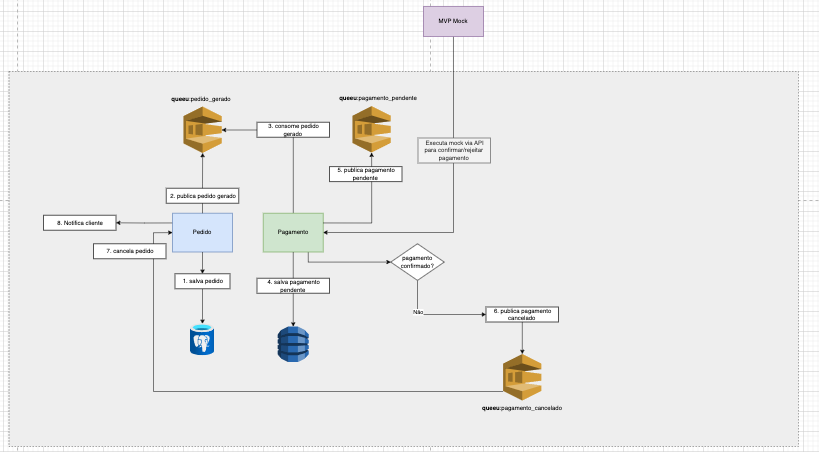 MVP Mock
queeu:pedido_gerado
queeu:pagamento_pendente
3. consome pedido
gerado
Executa mock via API
para confirmar/rejeitar
pagamento
5. publica pagamento
pendente
2. publica pedido gerado
8. Notifica cliente
Pedido
Pagamento
7. cancela pedido
pagamento
confirmado?
1. salva pedido
4. salva pagamento
pendente
Não
6. publica pagamento
cancelado
queeu:pagamento_cancelado